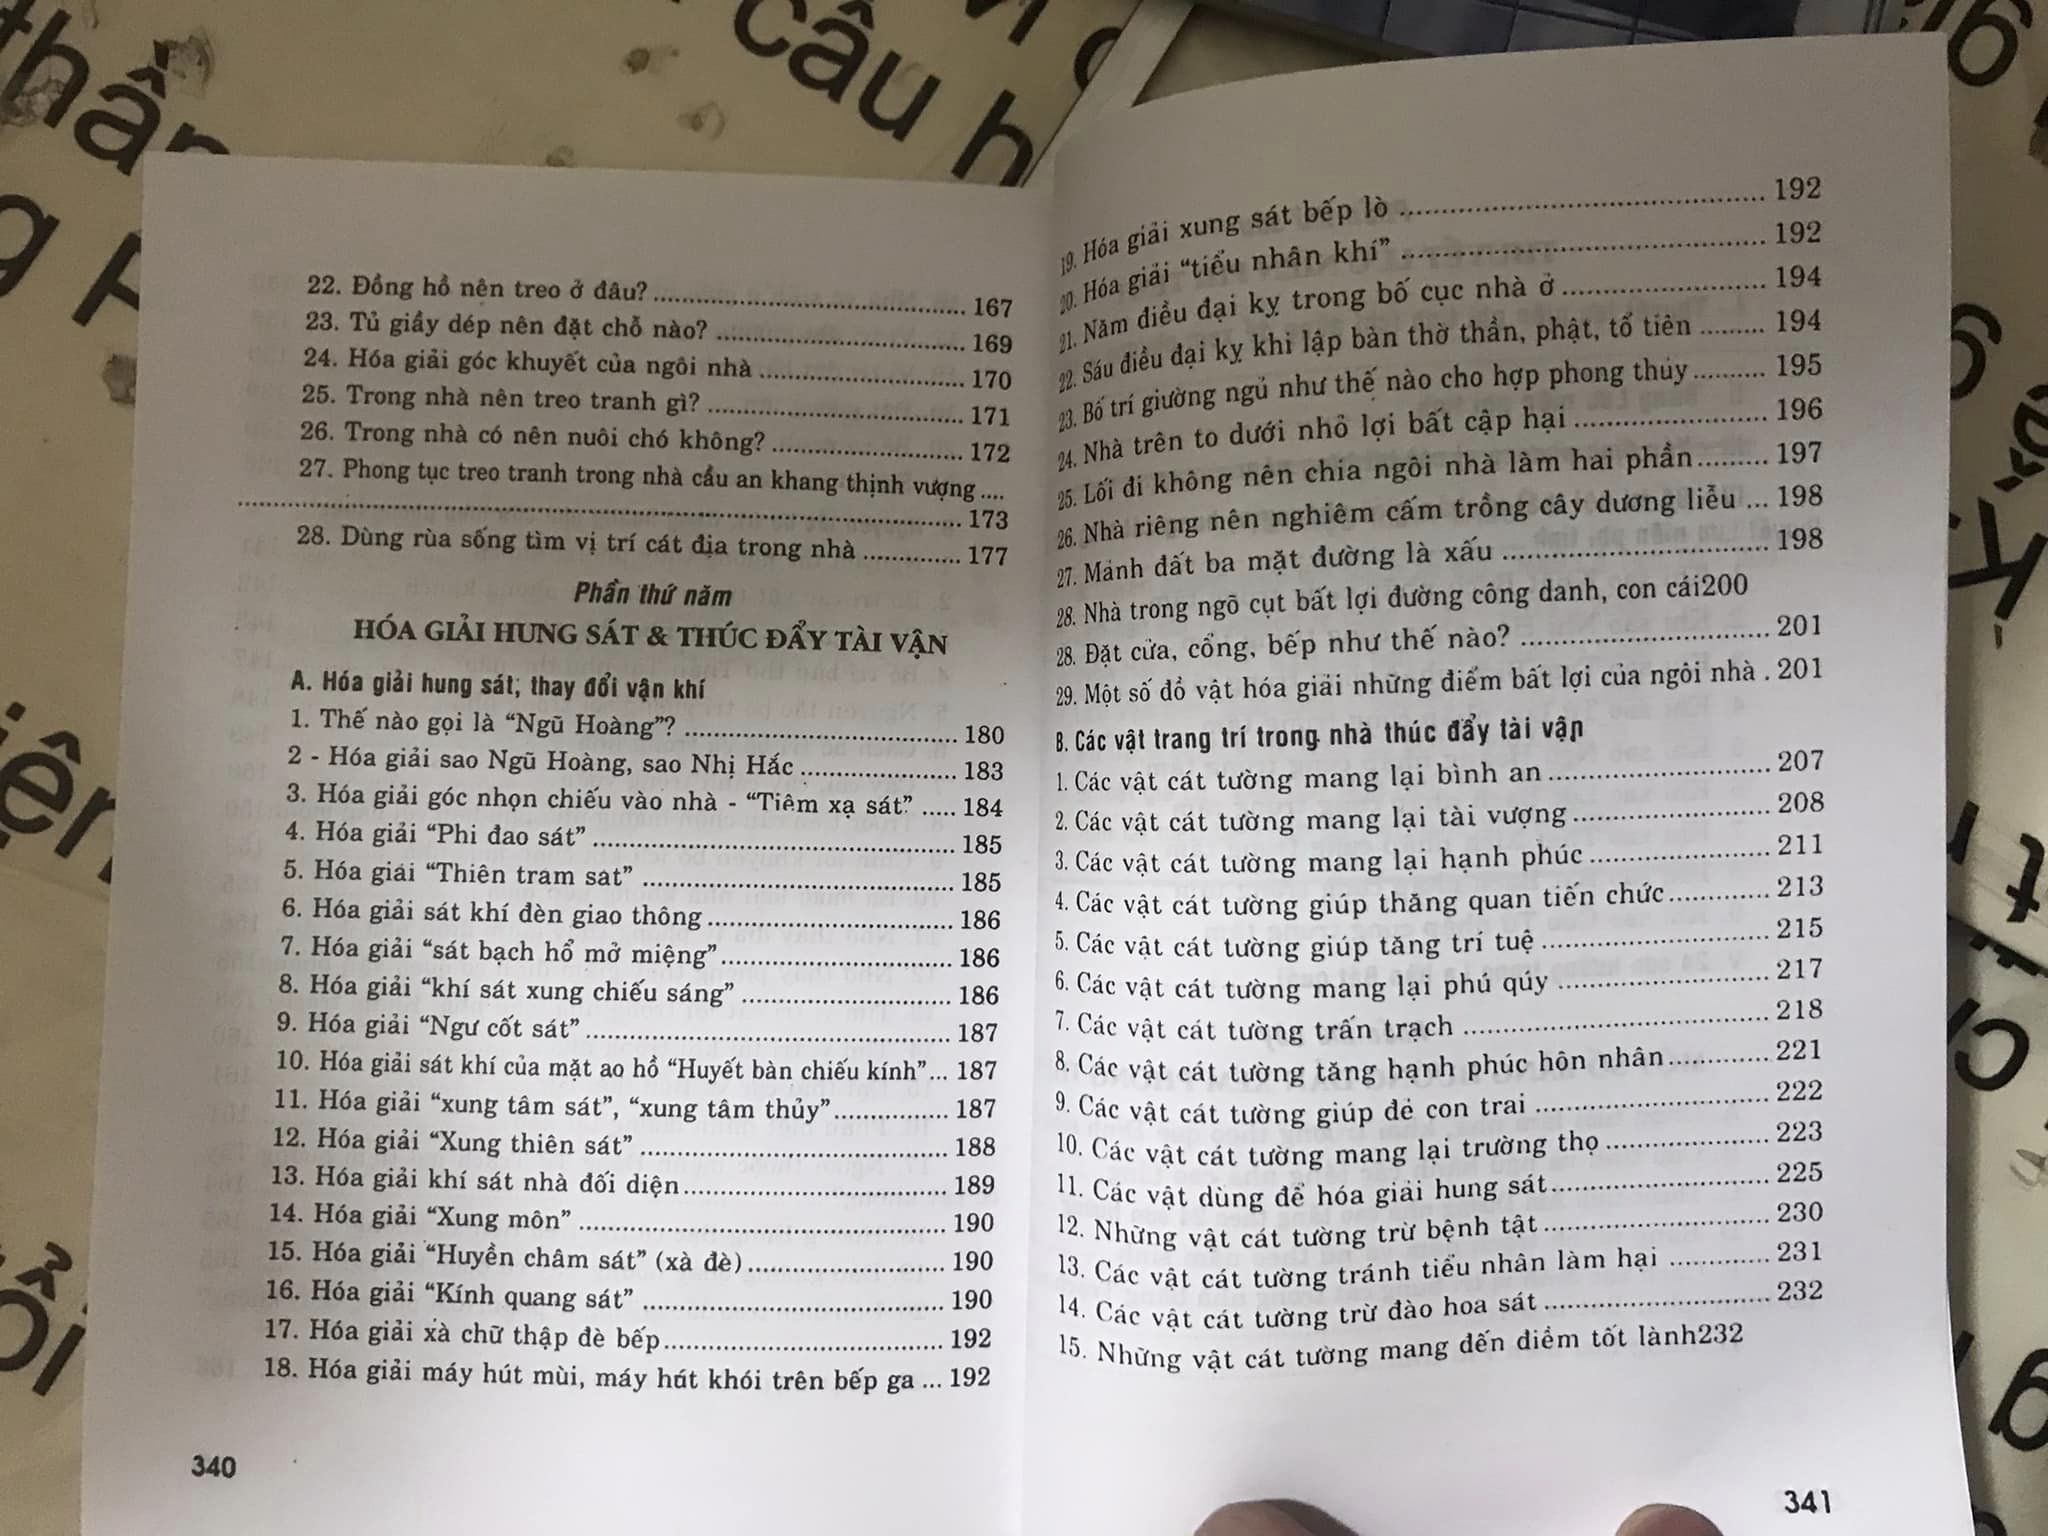 22. Đồng hồ nên treo ở đâu? ........ 167
23. Tủ giầy dép nên đặt chỗ nào? ........ 169
24. Hóa giải góc khuyết của ngôi nhà ........ 170
25. Trong nhà nên treo tranh gì? ........ 171
26. Trong nhà có nên nuôi chó không? ........ 172
27. Phong tục treo tranh trong nhà cầu an khang thịnh vượng ....
........ 173
28. Dùng rùa sống tìm vị trí cát địa trong nhà ........ 177
Phần thứ năm
HÓA GIẢI HUNG SÁT & THÚC ĐẨY TÀI VẬN
A. Hóa giải hung sát; thay đổi vận khí
1. Thế nào gọi là “Ngũ Hoàng”? ........ 180
2 - Hóa giải sao Ngũ Hoàng, sao Nhị Hắc ........ 183
3. Hóa giải góc nhọn chiếu vào nhà - “Tiêm xạ sát” ..... 184
4. Hóa giải “Phi đao sát” ........ 185
5. Hóa giải “Thiên trảm sát” ........ 185
6. Hóa giải sát khí đèn giao thông ........ 186
7. Hóa giải “sát bạch hổ mở miệng” ........ 186
8. Hóa giải “khí sát xung chiếu sáng” ........ 186
9. Hóa giải “Ngư cốt sát” ........ 187
10. Hóa giải sát khí của mặt ao hồ “Huyết bàn chiếu kính”... 187
11. Hóa giải “xung tâm sát”, “xung tâm thủy” ........ 187
12. Hóa giải “Xung thiên sát” ........ 188
13. Hóa giải khí sát nhà đối diện ........ 189
14. Hóa giải “Xung môn” ........ 190
15. Hóa giải “Huyền châm sát” (xà đè) ........ 190
16. Hóa giải “Kính quang sát” ........ 190
17. Hóa giải xà chữ thập đè bếp ........ 192
18. Hóa giải máy hút mùi, máy hút khói trên bếp ga ... 192
340
19. Hóa giải xung sát bếp lò ........ 192
20. Hóa giải “tiểu nhân khí” ........ 192
21. Năm điều đại kỵ trong bố cục nhà ở ........ 194
22. Sáu điều đại kỵ khi lập bàn thờ thần, phật, tổ tiên ......... 194
23. Bố trí giường ngủ như thế nào cho hợp phong thủy .......... 195
24. Nhà trên to dưới nhỏ lợi bất cập hại ........ 196
25. Lối đi không nên chia ngôi nhà làm hai phần ......... 197
26. Nhà riêng nên nghiêm cấm trồng cây dương liễu ... 198
27. Mảnh đất ba mặt đường là xấu ........ 198
28. Nhà trong ngõ cụt bất lợi đường công danh, con cái200
28. Đặt cửa, cổng, bếp như thế nào? ........ 201
29. Một số đồ vật hóa giải những điểm bất lợi của ngôi nhà . 201
B. Các vật trang trí trong nhà thúc đẩy tài vận
1. Các vật cát tường mang lại bình an ........ 207
2. Các vật cát tường mang lại tài vượng ........ 208
3. Các vật cát tường mang lại hạnh phúc ........ 211
4. Các vật cát tường giúp thăng quan tiến chức ........ 213
5. Các vật cát tường giúp tăng trí tuệ ........ 215
6. Các vật cát tường mang lại phú qúy ........ 217
7. Các vật cát tường trấn trạch ........ 218
8. Các vật cát tường tăng hạnh phúc hôn nhân ........ 221
9. Các vật cát tường giúp đẻ con trai ........ 222
10. Các vật cát tường mang lại trường thọ ........ 223
11. Các vật dùng để hóa giải hung sát ........ 225
12. Những vật cát tường trừ bệnh tật ........ 230
13. Các vật cát tường tránh tiểu nhân làm hại ........ 231
14. Các vật cát tường trừ đào hoa sát ........ 232
15. Những vật cát tường mang đến điềm tốt lành232
341
thần
cầu h